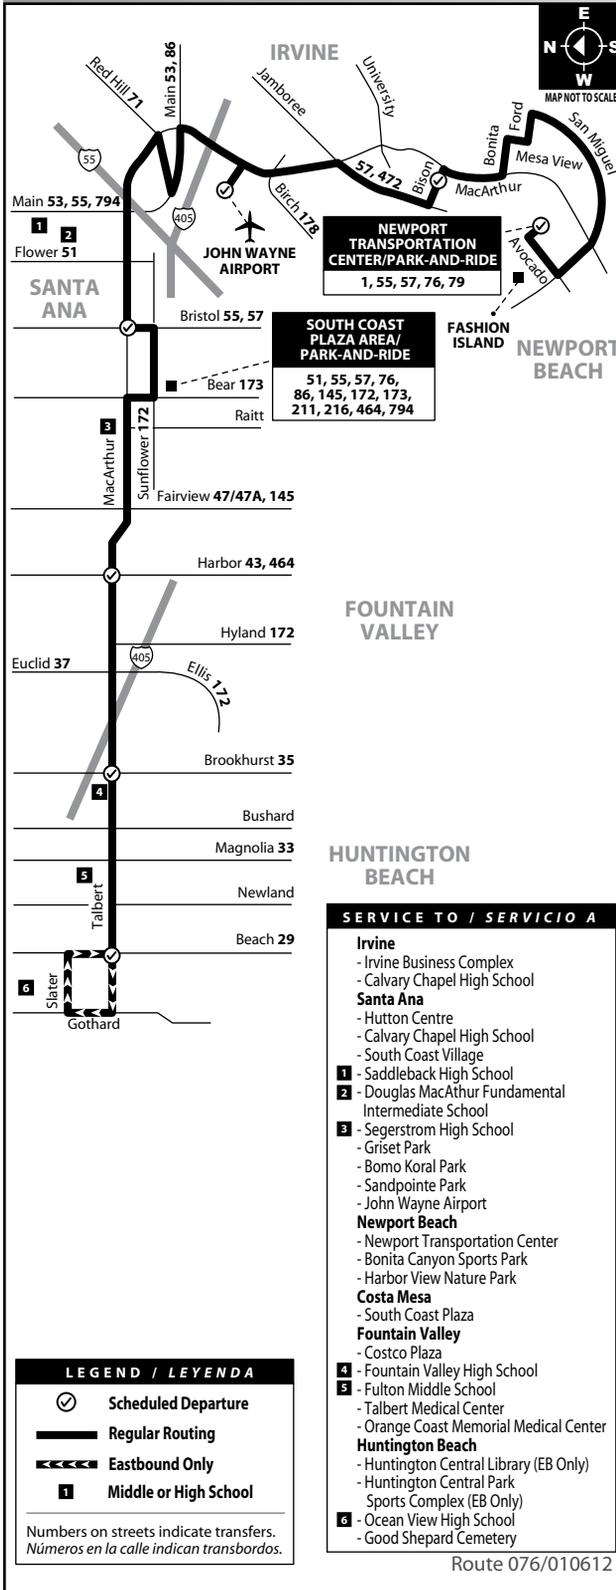 E
N
S
W
MAP NOT TO SCALE
IRVINE
Red Hill 71
Main 53, 86
Jamboree
University
Bonita
Ford
San Miguel
Mesa View
57, 472
Bison
MacArthur
55
405
Main 53, 55, 794
1
2
Flower 51
Birch 178
JOHN WAYNE
AIRPORT
NEWPORT
TRANSPORTATION
CENTER/PARK-AND-RIDE
1, 55, 57, 76, 79
Avocado
SANTA
ANA
Bristol 55, 57
SOUTH COAST
PLAZA AREA/
PARK-AND-RIDE
51, 55, 57, 76,
86, 145, 172, 173,
211, 216, 464, 794
FASHION
ISLAND
NEWPORT
BEACH
Bear 173
3
Raitt
MacArthur
Sunflower 172
Fairview 47/47A, 145
Harbor 43, 464
FOUNTAIN
VALLEY
Hyland 172
405
Euclid 37
Ellis 172
Brookhurst 35
4
Bushard
Magnolia 33
HUNTINGTON
BEACH
5
Talbert
Newland
Beach 29
6
Slater
Gothard
SERVICE TO / SERVICIO A
Irvine
- Irvine Business Complex
- Calvary Chapel High School
Santa Ana
- Hutton Centre
- Calvary Chapel High School
- South Coast Village
1 - Saddleback High School
2 - Douglas MacAthur Fundamental
Intermediate School
3 - Segerstrom High School
- Griset Park
- Bomo Koral Park
- Sandpointe Park
- John Wayne Airport
Newport Beach
- Newport Transportation Center
- Bonita Canyon Sports Park
- Harbor View Nature Park
Costa Mesa
- South Coast Plaza
Fountain Valley
- Costco Plaza
4 - Fountain Valley High School
5 - Fulton Middle School
- Talbert Medical Center
- Orange Coast Memorial Medical Center
Huntington Beach
- Huntington Central Library (EB Only)
- Huntington Central Park
Sports Complex (EB Only)
6 - Ocean View High School
- Good Shepard Cemetery
LEGEND / LEYENDA
Scheduled Departure
Regular Routing
Eastbound Only
1 Middle or High School
Numbers on streets indicate transfers.
Números en la calle indican transbordos.
Route 076/010612